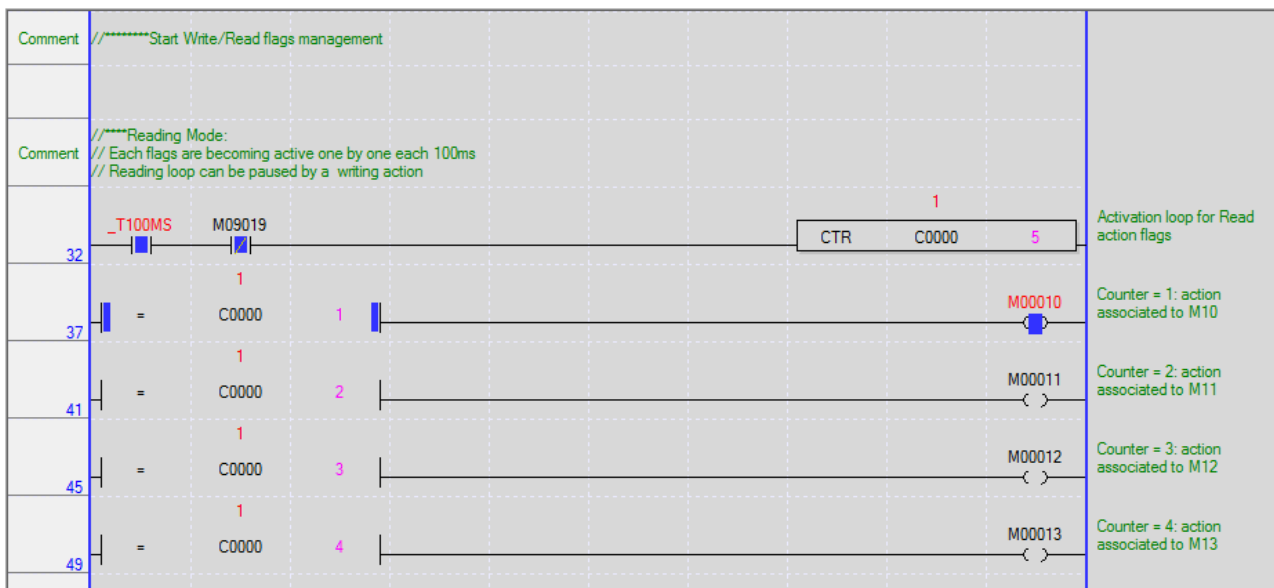 Comment //********Start Write/Read flags management
//****Reading Mode:
Comment // Each flags are becoming active one by one each 100ms
// Reading loop can be paused by a  writing action
1
_T100MS M09019 Activation loop for Read
CTR C0000 5 action flags
32
1
M00010 Counter = 1: action
= C0000 1 associated to M10
37
1
M00011 Counter = 2: action
= C0000 2 associated to M11
41
1
M00012 Counter = 3: action
= C0000 3 associated to M12
45
1
M00013 Counter = 4: action
= C0000 4 associated to M13
49